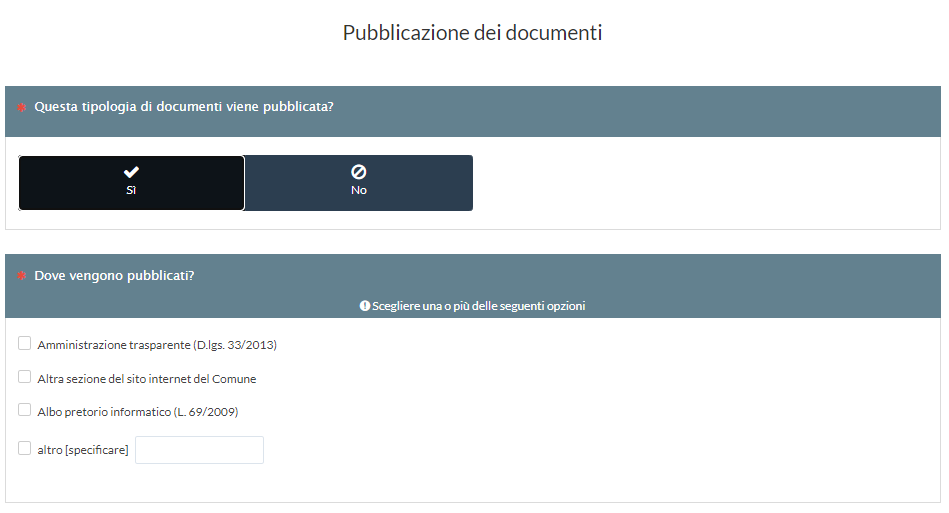 Pubblicazione dei documenti
* Questa tipologia di documenti viene pubblicata?
Sì
No
* Dove vengono pubblicati?
Scegliere una o più delle seguenti opzioni
Amministrazione trasparente (D.lgs. 33/2013)
Altra sezione del sito internet del Comune
Albo pretorio informatico (L. 69/2009)
altro [specificare]